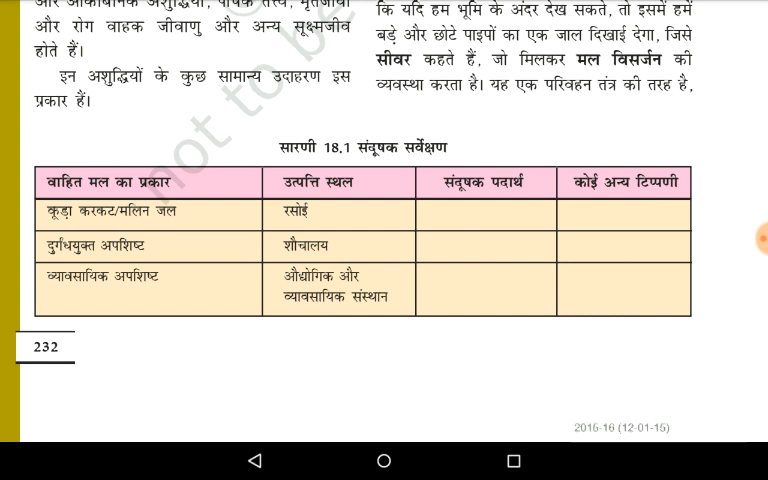 और अकार्बनिक अशुद्धियाँ, पोषक तत्त्व, मृतजीवी
और रोग वाहक जीवाणु और अन्य सूक्ष्मजीव
होते हैं।
इन अशुद्धियों के कुछ सामान्य उदाहरण इस
प्रकार हैं।
कि यदि हम भूमि के अंदर देख सकते, तो इसमें हमें
बड़े और छोटे पाइपों का एक जाल दिखाई देगा, जिसे
सीवर कहते हैं, जो मिलकर मल विसर्जन की
व्यवस्था करता है। यह एक परिवहन तंत्र की तरह है,
not to be
सारणी 18.1 संदूषक सर्वेक्षण
वाहित मल का प्रकार उत्पत्ति स्थल संदूषक पदार्थ कोई अन्य टिप्पणी
कूड़ा करकट/मलिन जल रसोई
दुर्गंधयुक्त अपशिष्ट शौचालय
व्यावसायिक अपशिष्ट औद्योगिक और
व्यावसायिक संस्थान
232
2015-16 (12-01-15)